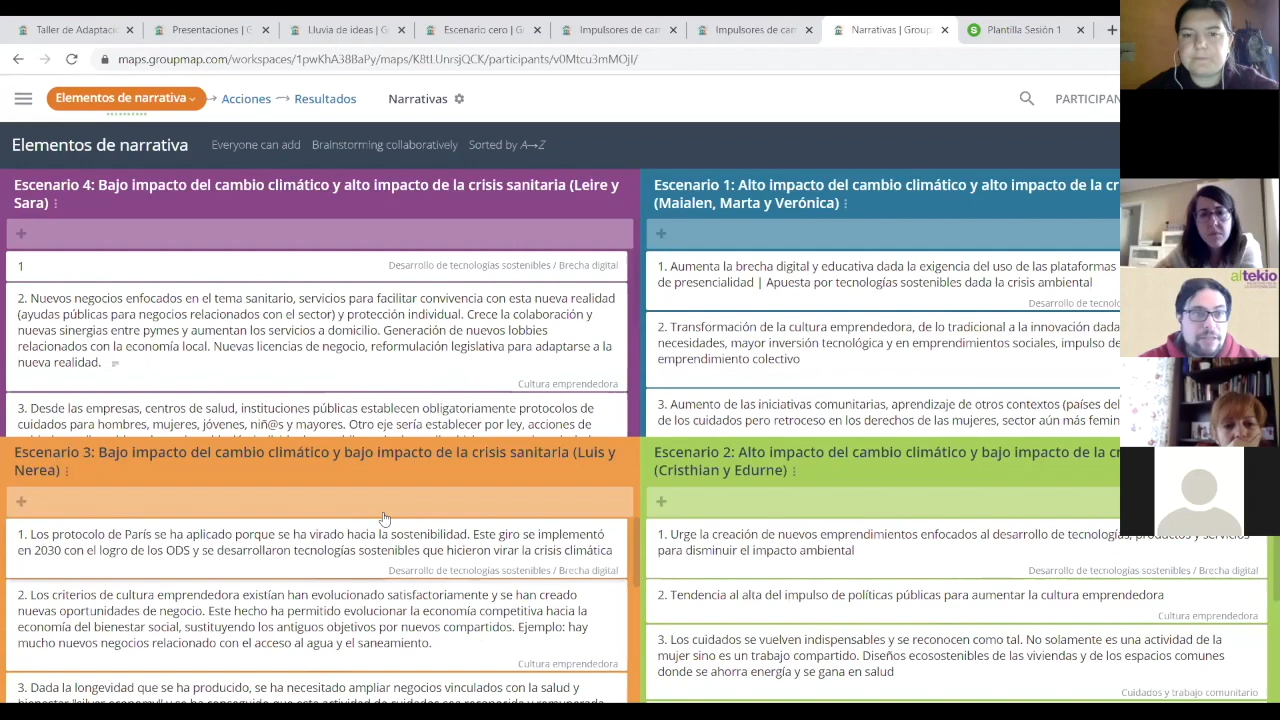 Taller de Adaptaci
Presentaciones | G
Lluvia de ideas | G
Escenario cero | G
Impulsores de can
Impulsores de cam
Narrativas | Group
Plantilla Sesión 1
maps.groupmap.com/workspaces/1pwKhA38BaPy/maps/K8tLUnrsjQCK/participants/v0Mtcu3mMOjI/
Elementos de narrativa
Acciones
Resultados
Narrativas
PARTICIPAN
Elementos de narrativa
Everyone can add
Brainstorming collaboratively
Sorted by A→Z
Escenario 4: Bajo impacto del cambio climático y alto impacto de la crisis sanitaria (Leire y
Sara)
1
Desarrollo de tecnologías sostenibles / Brecha digital
2. Nuevos negocios enfocados en el tema sanitario, servicios para facilitar convivencia con esta nueva realidad
(ayudas públicas para negocios relacionados con el sector) y protección individual. Crece la colaboración y
nuevas sinergias entre pymes y aumentan los servicios a domicilio. Generación de nuevos lobbies
relacionados con la economía local. Nuevas licencias de negocio, reformulación legislativa para adaptarse a la
nueva realidad.
Cultura emprendedora
3. Desde las empresas, centros de salud, instituciones públicas establecen obligatoriamente protocolos de
cuidados para hombres, mujeres, jóvenes, niñ@s y mayores. Otro eje sería establecer por ley, acciones de
Escenario 1: Alto impacto del cambio climático y alto impacto de la cr
(Maialen, Marta y Verónica)
1. Aumenta la brecha digital y educativa dada la exigencia del uso de las plataformas
de presencialidad | Apuesta por tecnologías sostenibles dada la crisis ambiental
Desarrollo de tecnolo
2. Transformación de la cultura emprendedora, de lo tradicional a la innovación dada
necesidades, mayor inversión tecnológica y en emprendimientos sociales, impulso de
emprendimiento colectivo
3. Aumento de las iniciativas comunitarias, aprendizaje de otros contextos (países del
de los cuidados pero retroceso en los derechos de las mujeres, sector aún más femin
Escenario 3: Bajo impacto del cambio climático y bajo impacto de la crisis sanitaria (Luis y
Nerea)
1. Los protocolo de París se ha aplicado porque se ha virado hacia la sostenibilidad. Este giro se implementó
en 2030 con el logro de los ODS y se desarrollaron tecnologías sostenibles que hicieron virar la crisis climática
Desarrollo de tecnologías sostenibles / Brecha digital
2. Los criterios de cultura emprendedora existían han evolucionado satisfactoriamente y se han creado
nuevas oportunidades de negocio. Este hecho ha permitido evolucionar la economía competitiva hacia la
economía del bienestar social, sustituyendo los antiguos objetivos por nuevos compartidos. Ejemplo: hay
mucho nuevos negocios relacionado con el acceso al agua y el saneamiento.
Cultura emprendedora
3. Dada la longevidad que se ha producido, se ha necesitado ampliar negocios vinculados con la salud y
Escenario 2: Alto impacto del cambio climático y bajo impacto de la cr
(Cristhian y Edurne)
1. Urge la creación de nuevos emprendimientos enfocados al desarrollo de tecnologías, productos y servicios
para disminuir el impacto ambiental
Desarrollo de tecnologías sostenibles / Brecha digital
2. Tendencia al alta del impulso de políticas públicas para aumentar la cultura emprendedora
Cultura emprendedora
3. Los cuidados se vuelven indispensables y se reconocen como tal. No solamente es una actividad de la
mujer sino es un trabajo compartido. Diseños ecosostenibles de las viviendas y de los espacios comunes
donde se ahorra energía y se gana en salud
Cuidados y trabajo comunitario
altekio